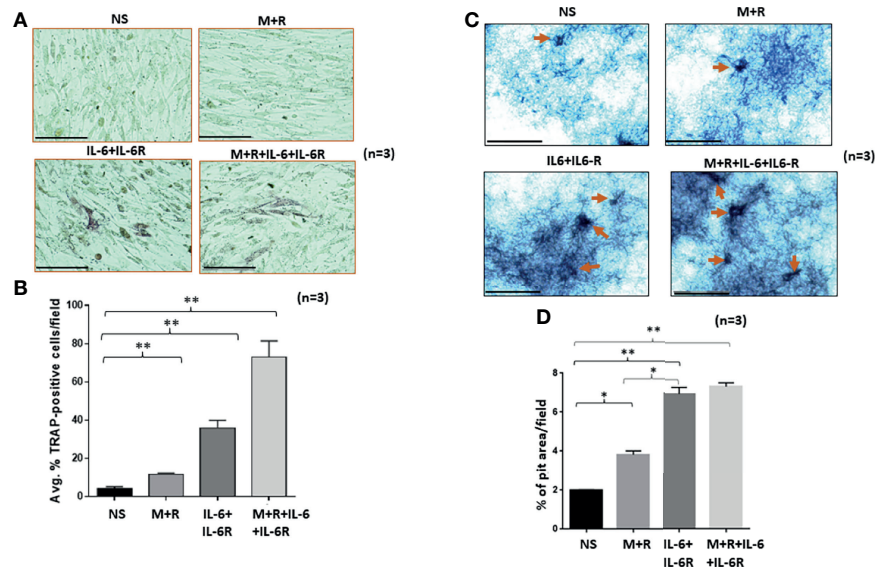 A
NS
M+R
IL-6+IL-6R
M+R+IL-6+IL-6R
(n=3)
B
(n=3)
Avg. % TRAP-positive cells/field
100
80
60
40
20
0
**
**
**
NS
M+R
IL-6+
IL-6R
M+R+IL-6
+IL-6R
C
NS
M+R
IL6+IL6-R
M+R+IL-6+IL6-R
(n=3)
D
(n=3)
% of pit area/field
8
6
4
2
0
**
**
*
*
NS
M+R
IL-6+
IL-6R
M+R+IL-6
+IL-6R